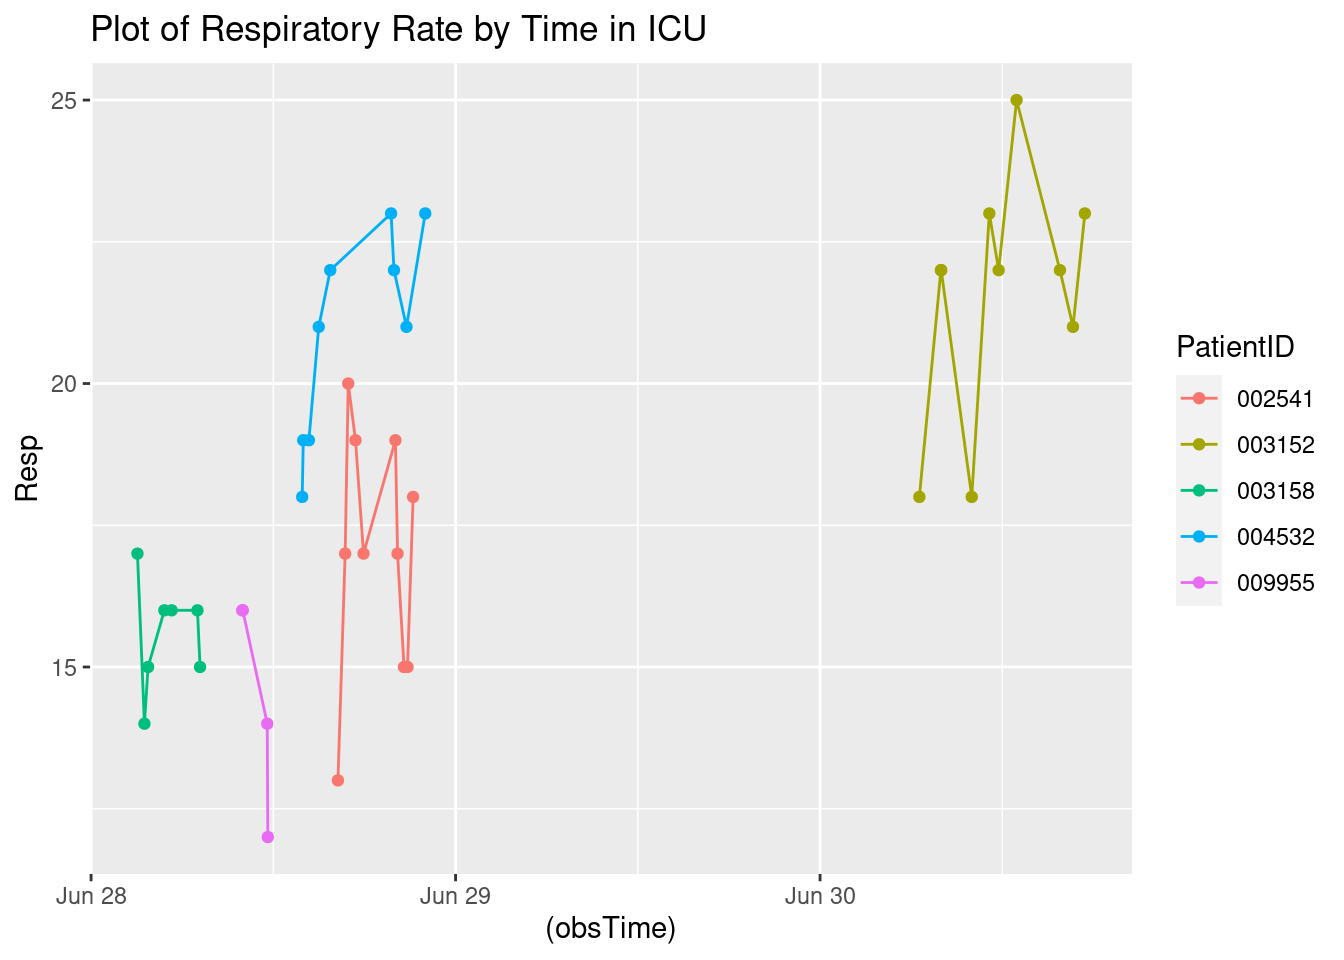 Plot of Respiratory Rate by Time in ICU
25
20
15
Resp
Jun 28
Jun 29
Jun 30
(obsTime)
PatientID
002541
003152
003158
004532
009955